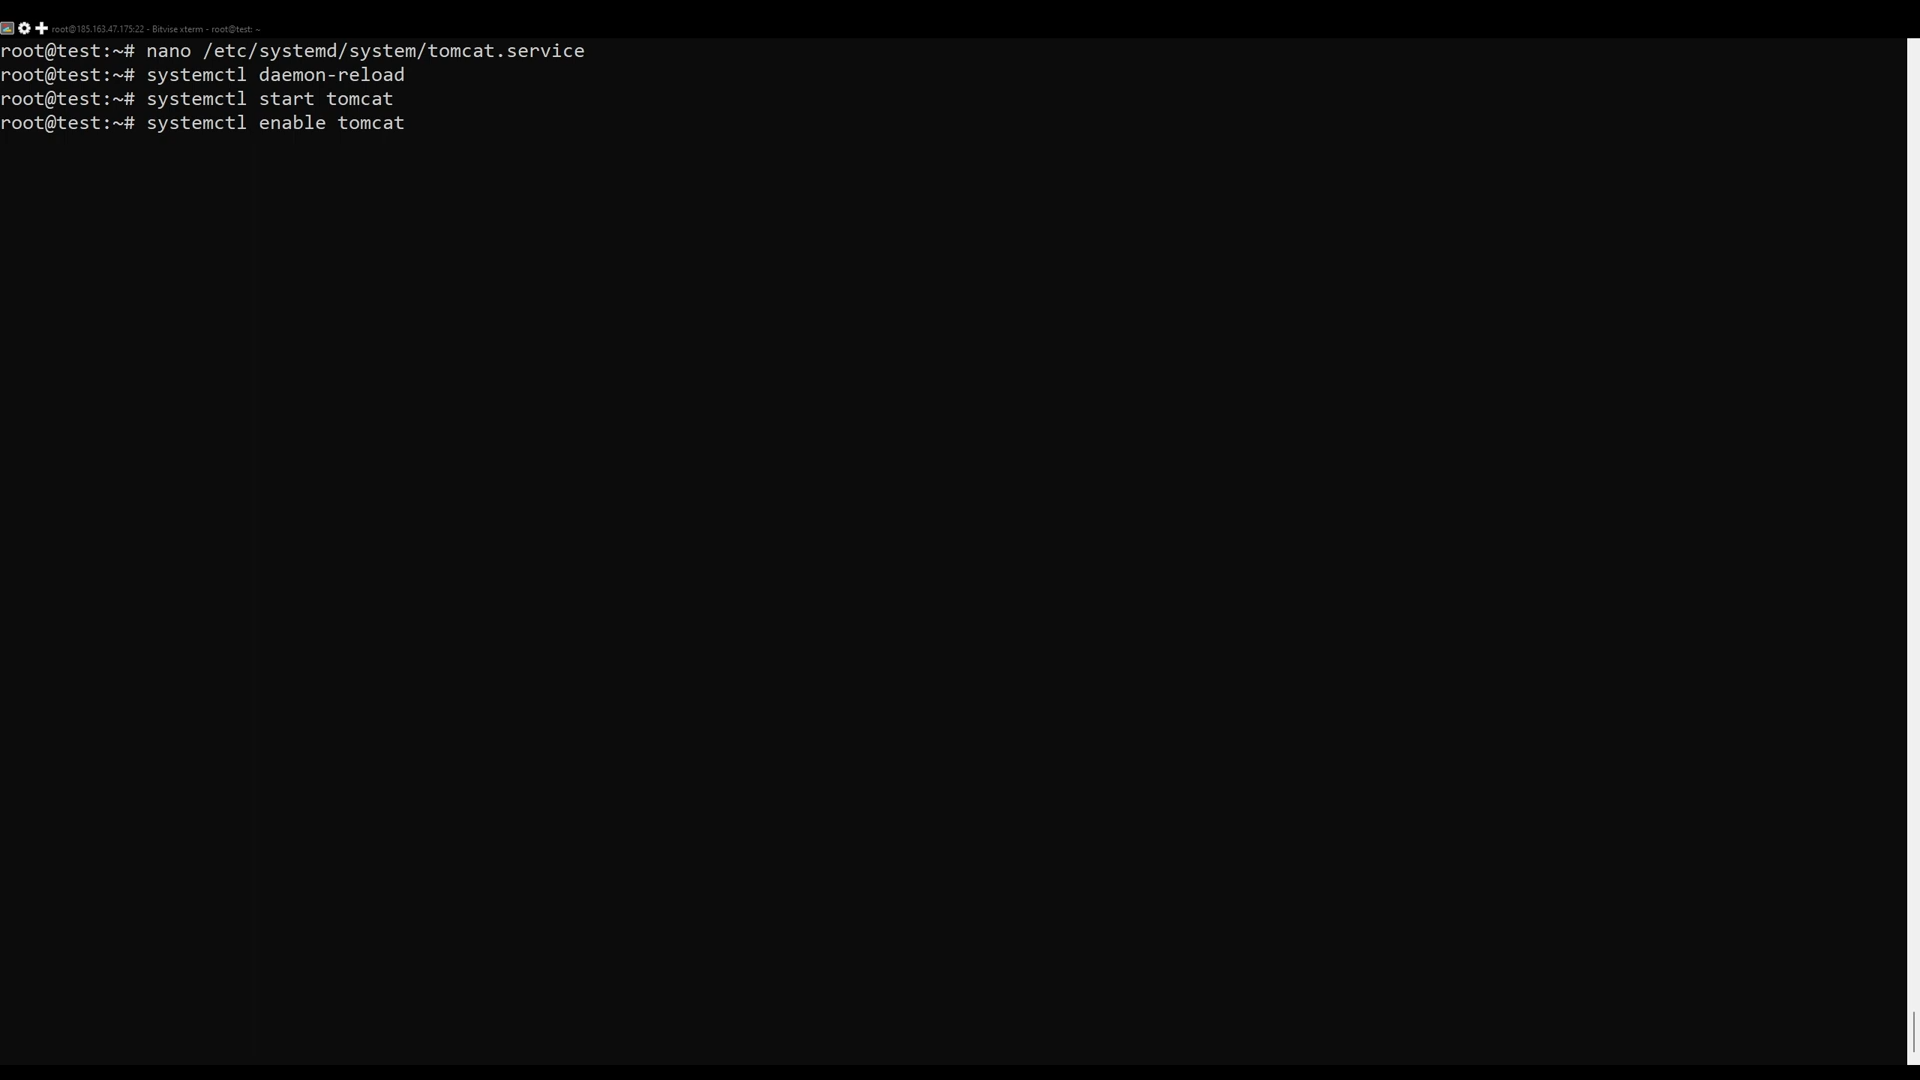 root@185.163.47.175:22 - Bitvise xterm - root@test: ~
root@test:~# nano /etc/systemd/system/tomcat.service
root@test:~# systemctl daemon-reload
root@test:~# systemctl start tomcat
root@test:~# systemctl enable tomcat